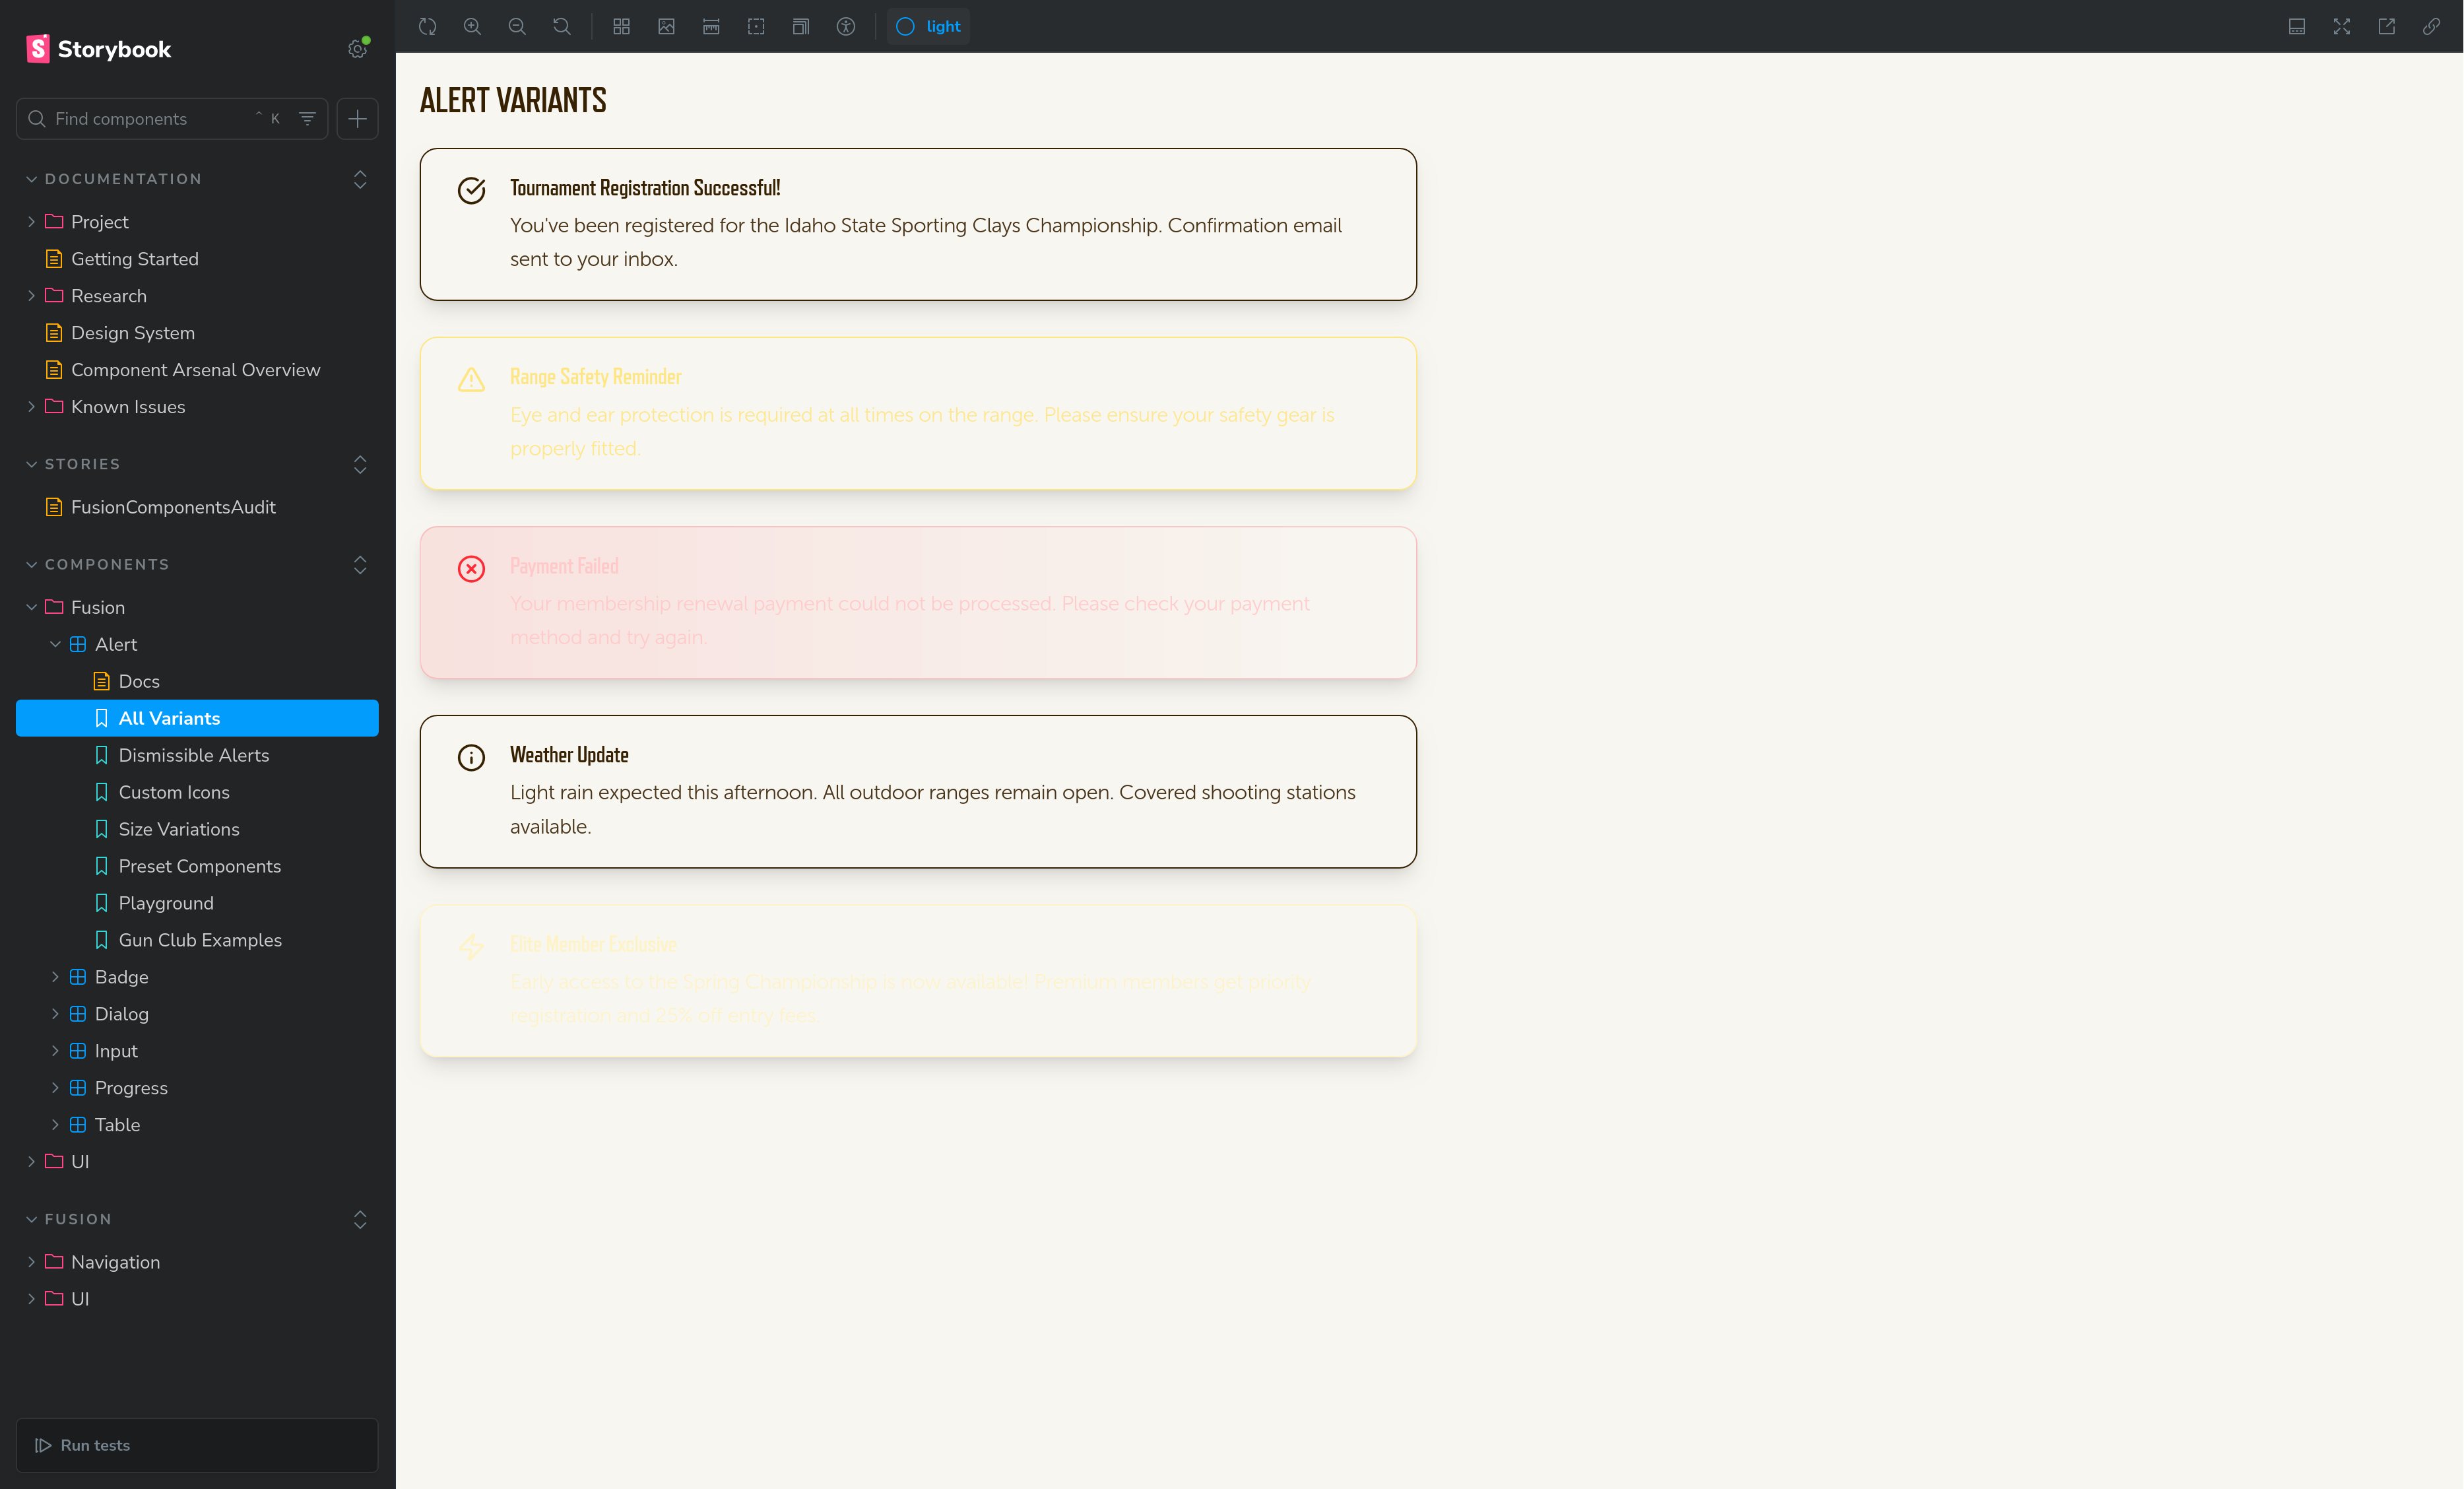 Storybook
Find components
⌃ K
DOCUMENTATION
Project
Getting Started
Research
Design System
Component Arsenal Overview
Known Issues
STORIES
FusionComponentsAudit
COMPONENTS
Fusion
Alert
Docs
All Variants
Dismissible Alerts
Custom Icons
Size Variations
Preset Components
Playground
Gun Club Examples
Badge
Dialog
Input
Progress
Table
UI
FUSION
Navigation
UI
Run tests
light
ALERT VARIANTS
Tournament Registration Successful!
You've been registered for the Idaho State Sporting Clays Championship. Confirmation email
sent to your inbox.
Range Safety Reminder
Eye and ear protection is required at all times on the range. Please ensure your safety gear is
properly fitted.
Payment Failed
Your membership renewal payment could not be processed. Please check your payment
method and try again.
Weather Update
Light rain expected this afternoon. All outdoor ranges remain open. Covered shooting stations
available.
Elite Member Exclusive
Early access to the Spring Championship is now available! Premium members get priority
registration and 25% off entry fees.